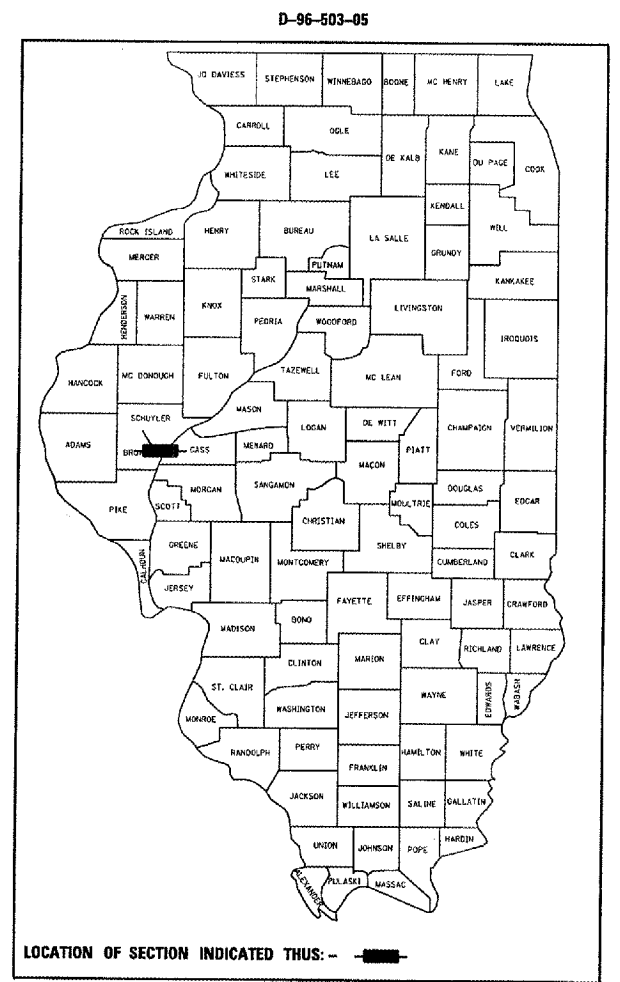 D-96-503-05
JO DAVIESS
STEPHENSON
WINNEBAGO
BOONE
MC HENRY
LAKE
CARROLL
OGLE
DE KALB
KANE
DU PAGE
COOK
WHITESIDE
LEE
KENDALL
WILL
ROCK ISLAND
HENRY
BUREAU
LA SALLE
GRUNDY
MERCER
PUTNAM
KANKAKEE
STARK
MARSHALL
HENDERSON
WARREN
KNOX
PEORIA
WOODFORD
LIVINGSTON
IROQUOIS
HANCOCK
MC DONOUGH
FULTON
TAZEWELL
MC LEAN
FORD
SCHUYLER
MASON
LOGAN
DE WITT
CHAMPAIGN
VERMILION
ADAMS
CASS
MENARD
PIATT
MACON
PIKE
SCOTT
MORGAN
SANGAMON
CHRISTIAN
MOULTRIE
DOUGLAS
EDGAR
COLES
CALHOUN
GREENE
MACOUPIN
MONTGOMERY
SHELBY
CUMBERLAND
CLARK
JERSEY
MADISON
BOND
FAYETTE
EFFINGHAM
JASPER
CRAWFORD
CLINTON
MARION
CLAY
RICHLAND
LAWRENCE
ST. CLAIR
WASHINGTON
JEFFERSON
WAYNE
EDWARDS
WABASH
MONROE
RANDOLPH
PERRY
HAMILTON
WHITE
FRANKLIN
JACKSON
WILLIAMSON
SALINE
GALLATIN
UNION
JOHNSON
POPE
HARDIN
ALEXANDER
PULASKI
MASSAC
LOCATION OF SECTION INDICATED THUS:-